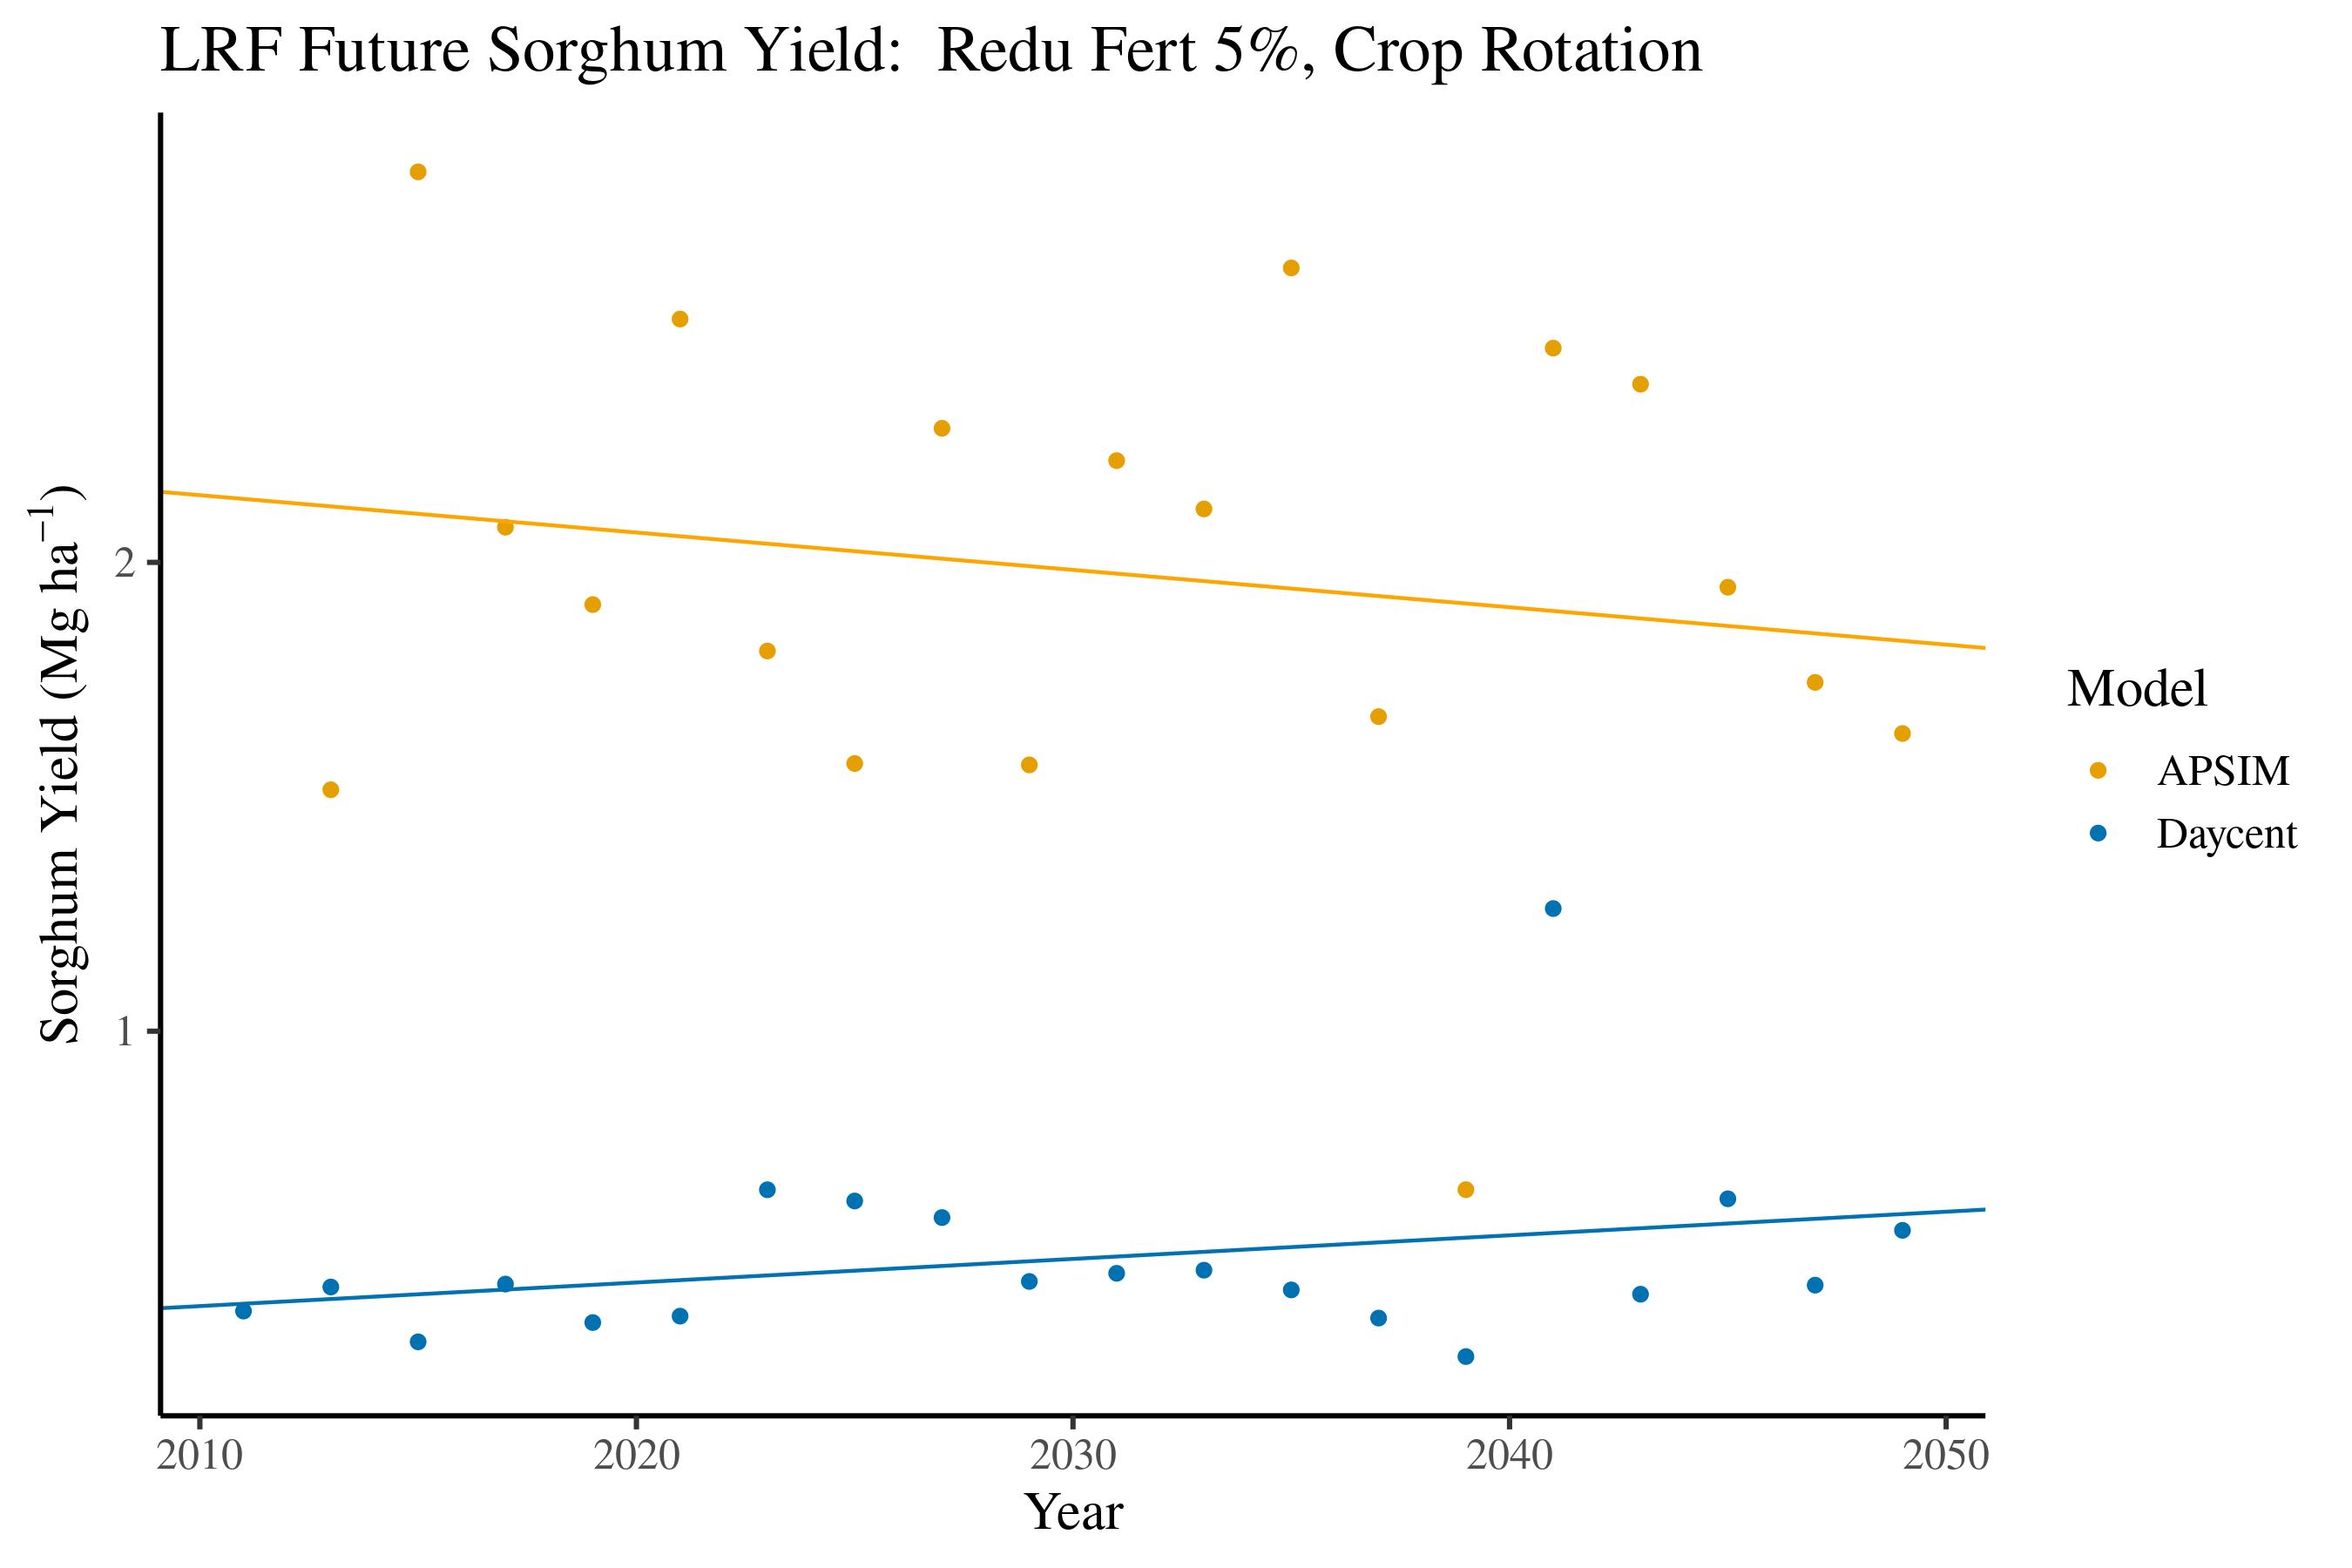 LRF Future Sorghum Yield:  Redu Fert 5%, Crop Rotation
Sorghum Yield (Mg ha⁻¹)
2
1
2010
2020
2030
2040
2050
Year
Model
APSIM
Daycent